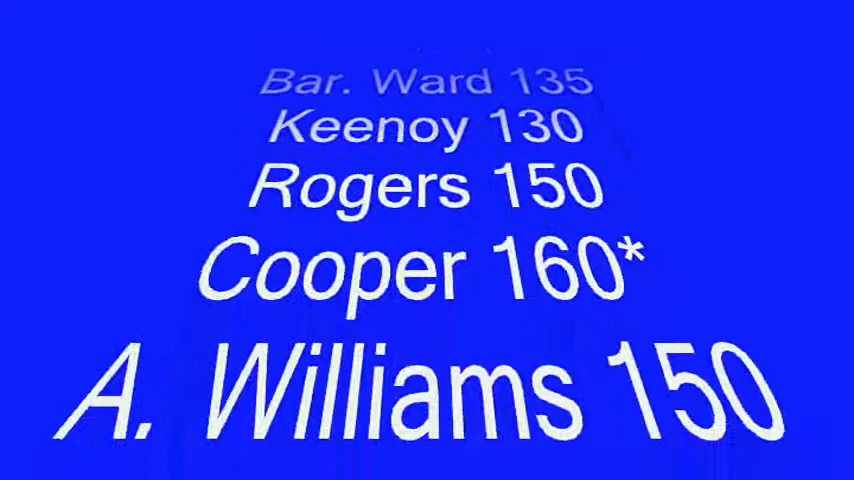 Bar. Ward 135
Keenoy 130
Rogers 150
Cooper 160*
A. Williams 150